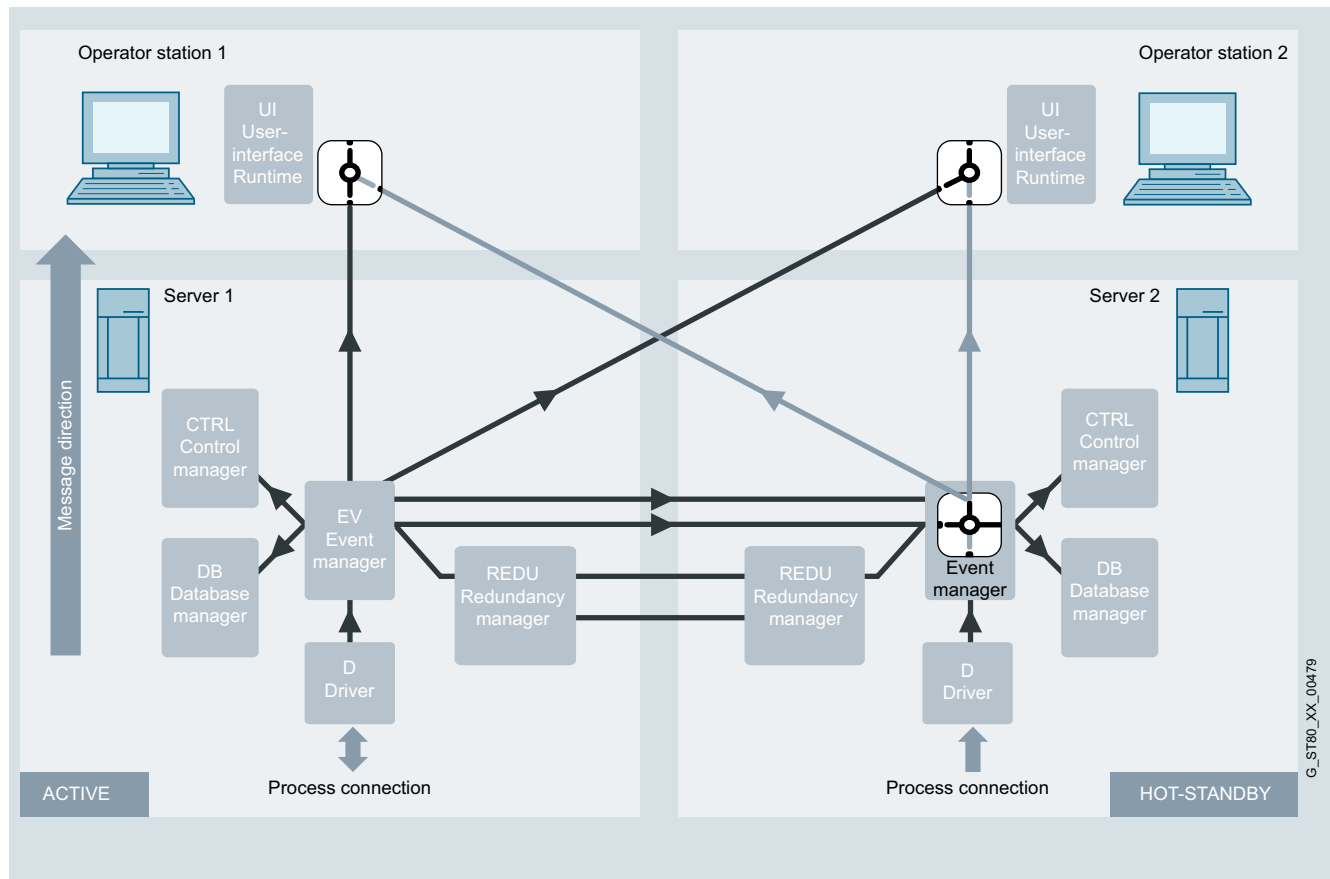 Operator station 1
Operator station 2
UI
User-
interface
Runtime
UI
User-
interface
Runtime
Message direction
Server 1
Server 2
CTRL
Control
manager
CTRL
Control
manager
EV
Event
manager
Event
manager
DB
Database
manager
REDU
Redundancy
manager
REDU
Redundancy
manager
DB
Database
manager
D
Driver
D
Driver
Process connection
Process connection
ACTIVE
HOT-STANDBY
G_ST80_XX_00479